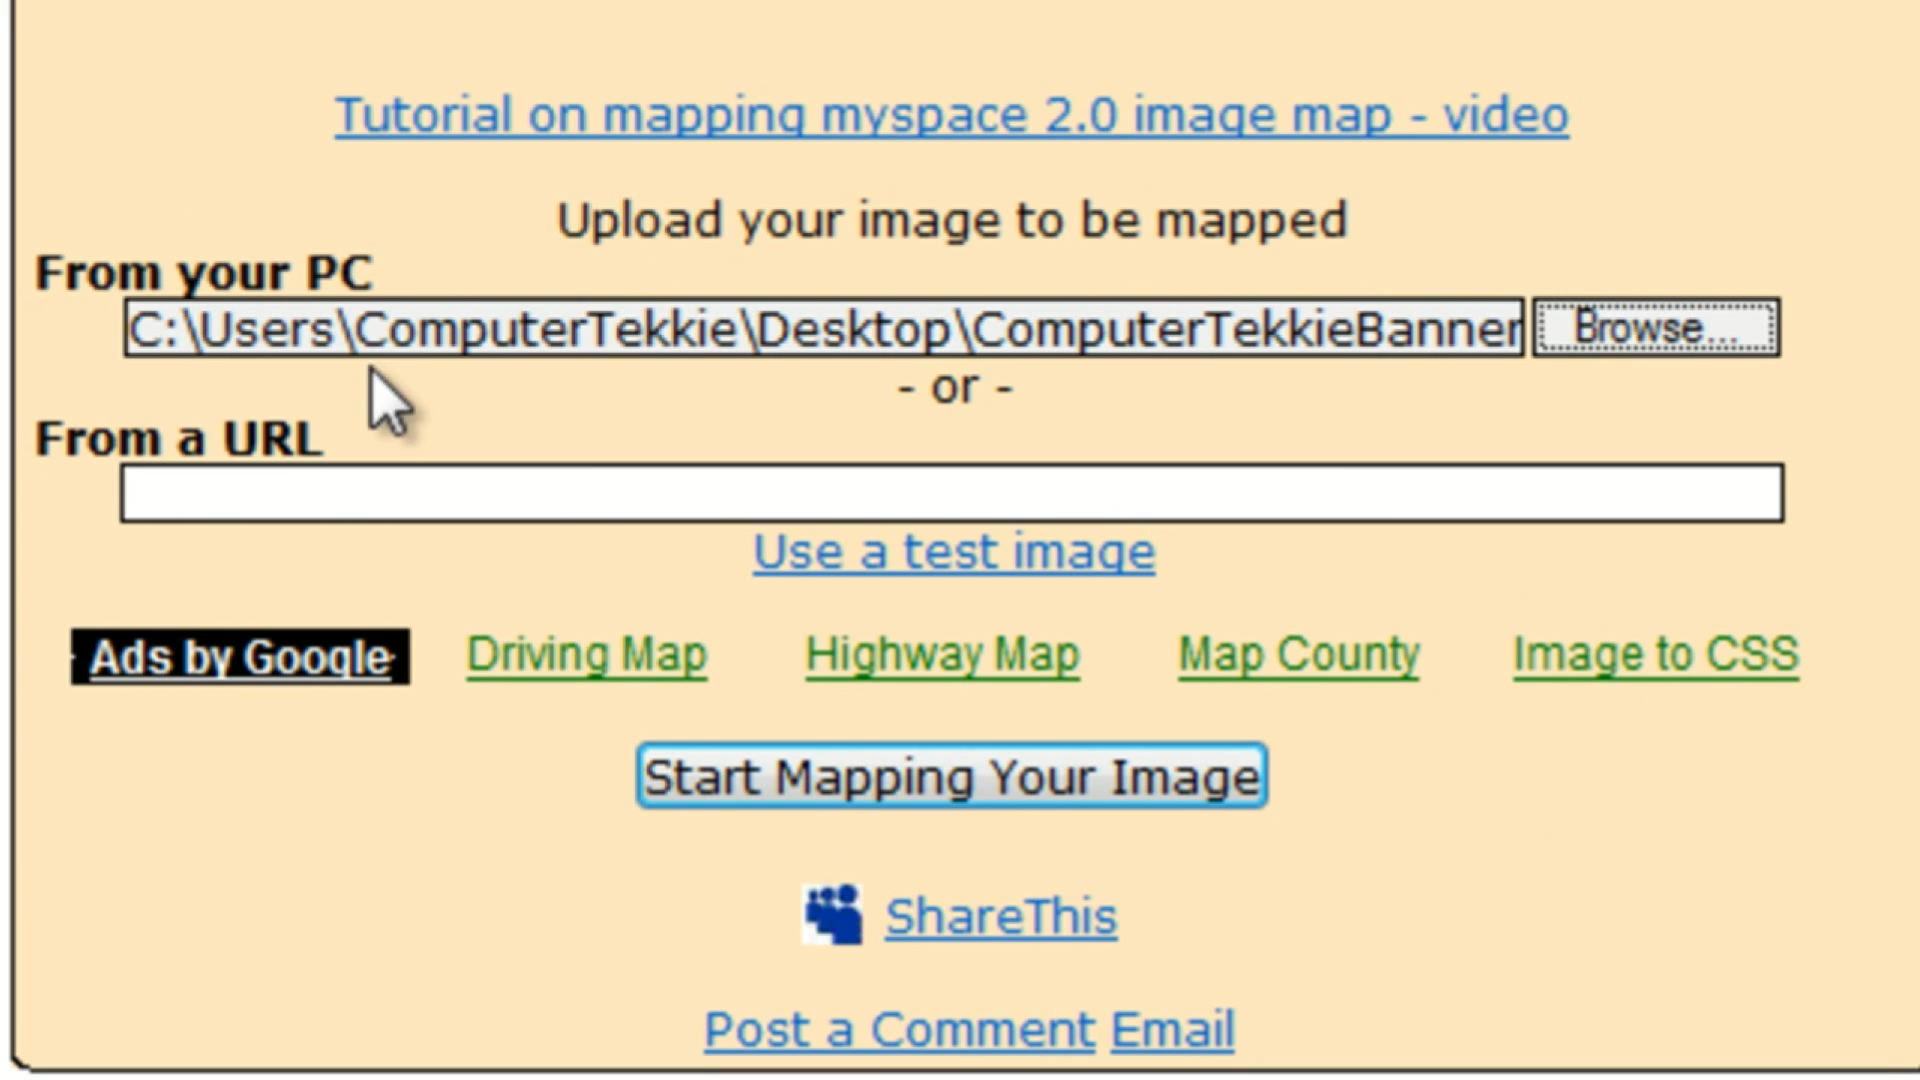 Tutorial on mapping myspace 2.0 image map - video
Upload your image to be mapped
From your PC
C:\Users\ComputerTekkie\Desktop\ComputerTekkieBanner Browse...
- or -
From a URL
Use a test image
Ads by Google Driving Map Highway Map Map County Image to CSS
Start Mapping Your Image
ShareThis
Post a Comment Email